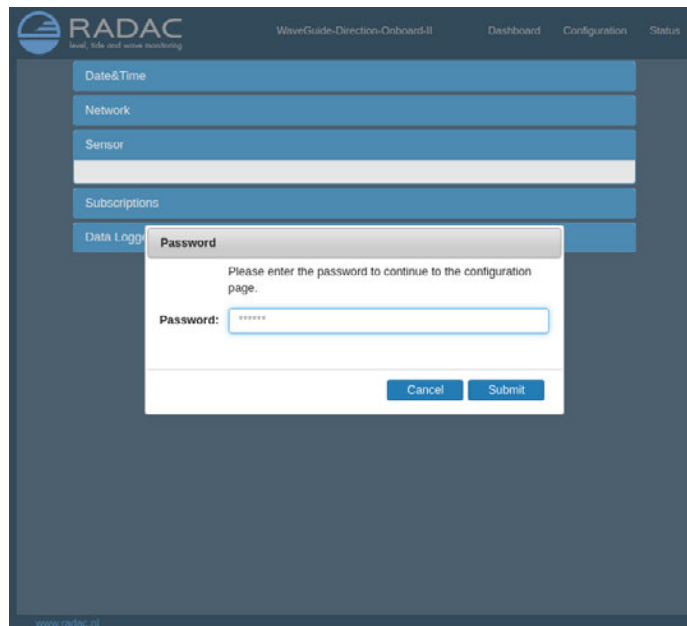 RADAC
level, tide and wave monitoring
WaveGuide-Direction-Onboard-II
Dashboard
Configuration
Status
Date&Time
Network
Sensor
Subscriptions
Data Logge
Password
Please enter the password to continue to the configuration
page.
Password:
******
Cancel
Submit
www.radac.nl